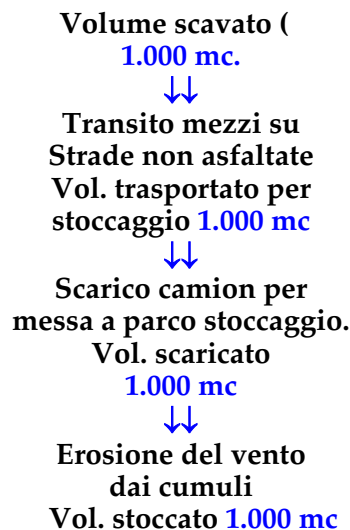 Volume scavato (
1.000 mc.
↓↓
Transito mezzi su
Strade non asfaltate
Vol. trasportato per
stoccaggio 1.000 mc
↓↓
Scarico camion per
messa a parco stoccaggio.
Vol. scaricato
1.000 mc
↓↓
Erosione del vento
dai cumuli
Vol. stoccato 1.000 mc